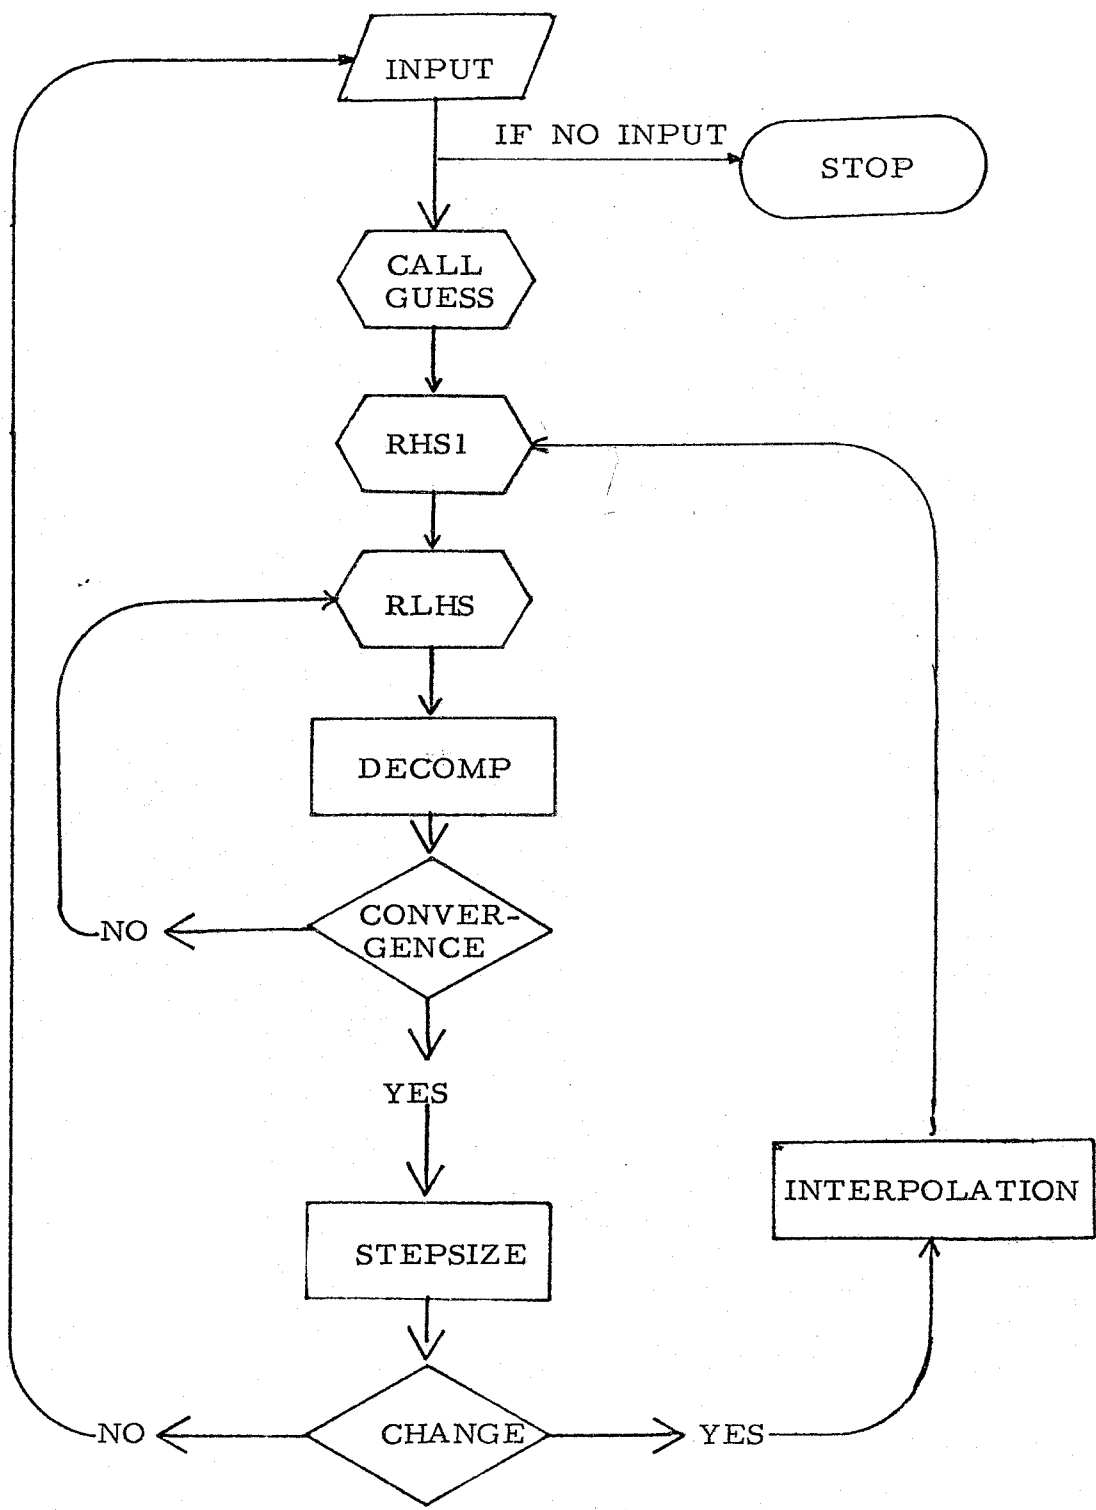 INPUT
IF NO INPUT
STOP
CALL
GUESS
RHS1
RLHS
DECOMP
CONVER-
GENCE
NO
YES
INTERPOLATION
STEPSIZE
CHANGE
NO
YES